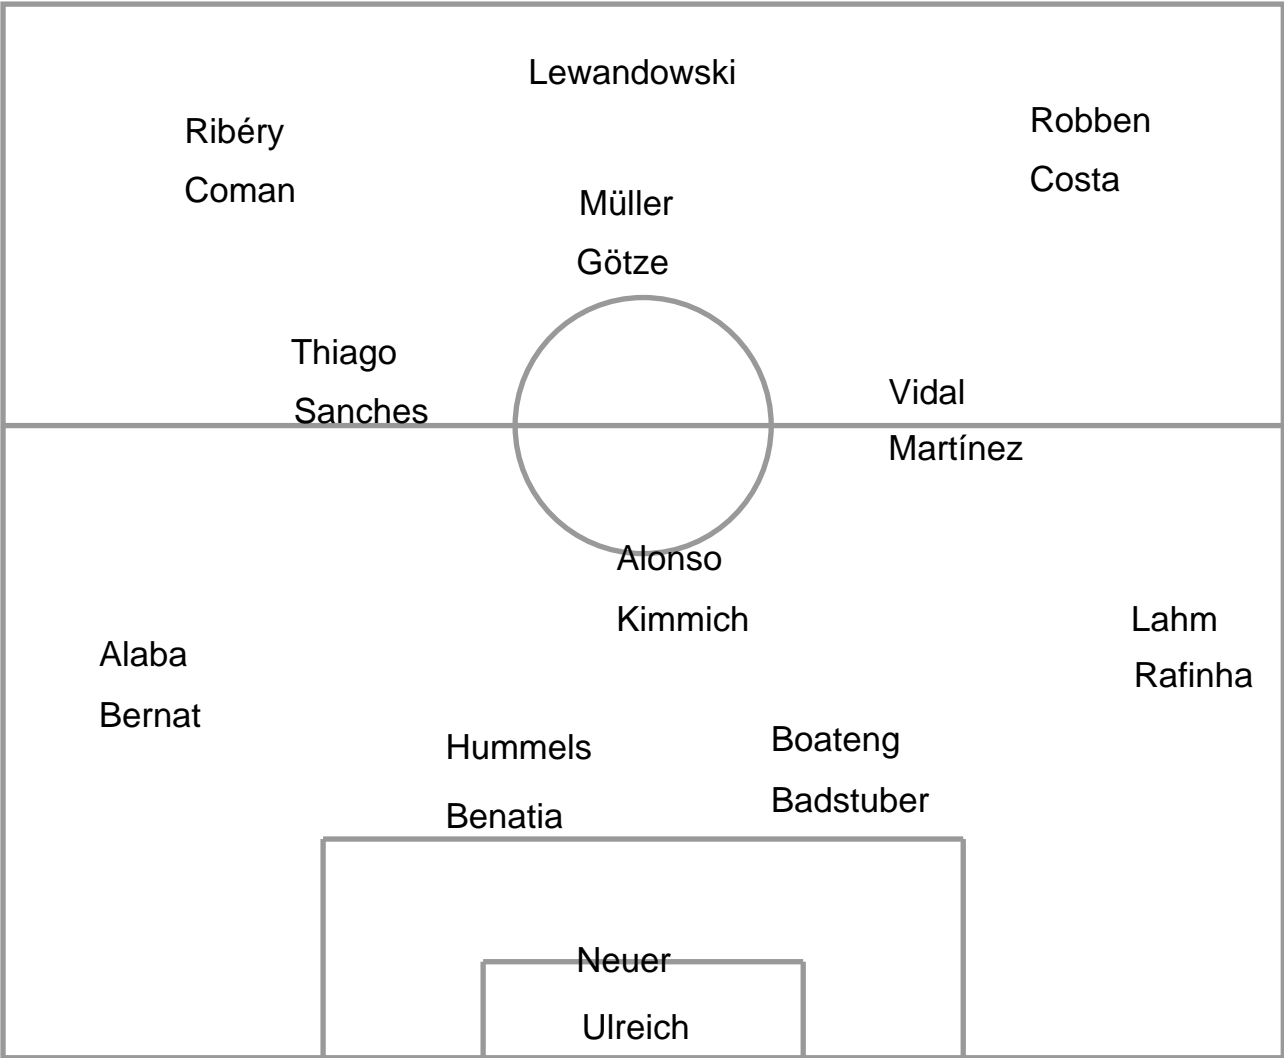 Lewandowski
Ribéry
Coman
Robben
Costa
Müller
Götze
Thiago
Sanches
Vidal
Martínez
Alonso
Kimmich
Alaba
Bernat
Lahm
Rafinha
Hummels
Benatia
Boateng
Badstuber
Neuer
Ulreich